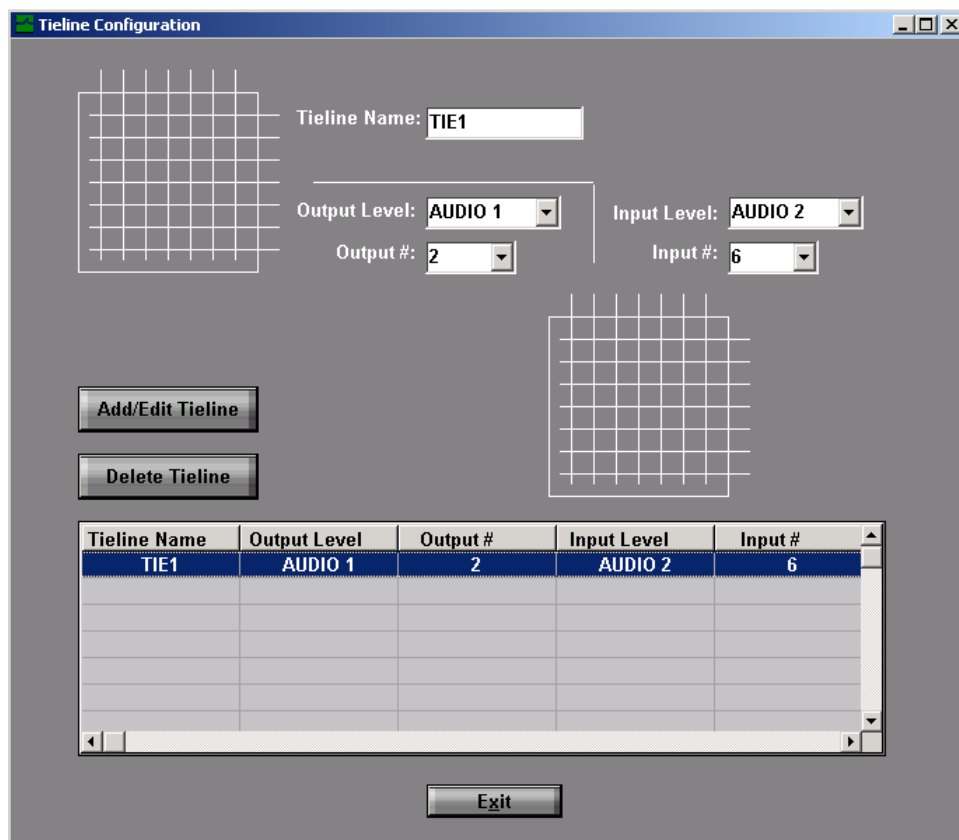 Tieline Configuration
Tieline Name: TIE1
Output Level: AUDIO 1 Input Level: AUDIO 2
Output #: 2 Input #: 6
Add/Edit Tieline
Delete Tieline
Tieline Name Output Level Output # Input Level Input #
TIE1 AUDIO 1 2 AUDIO 2 6
Exit